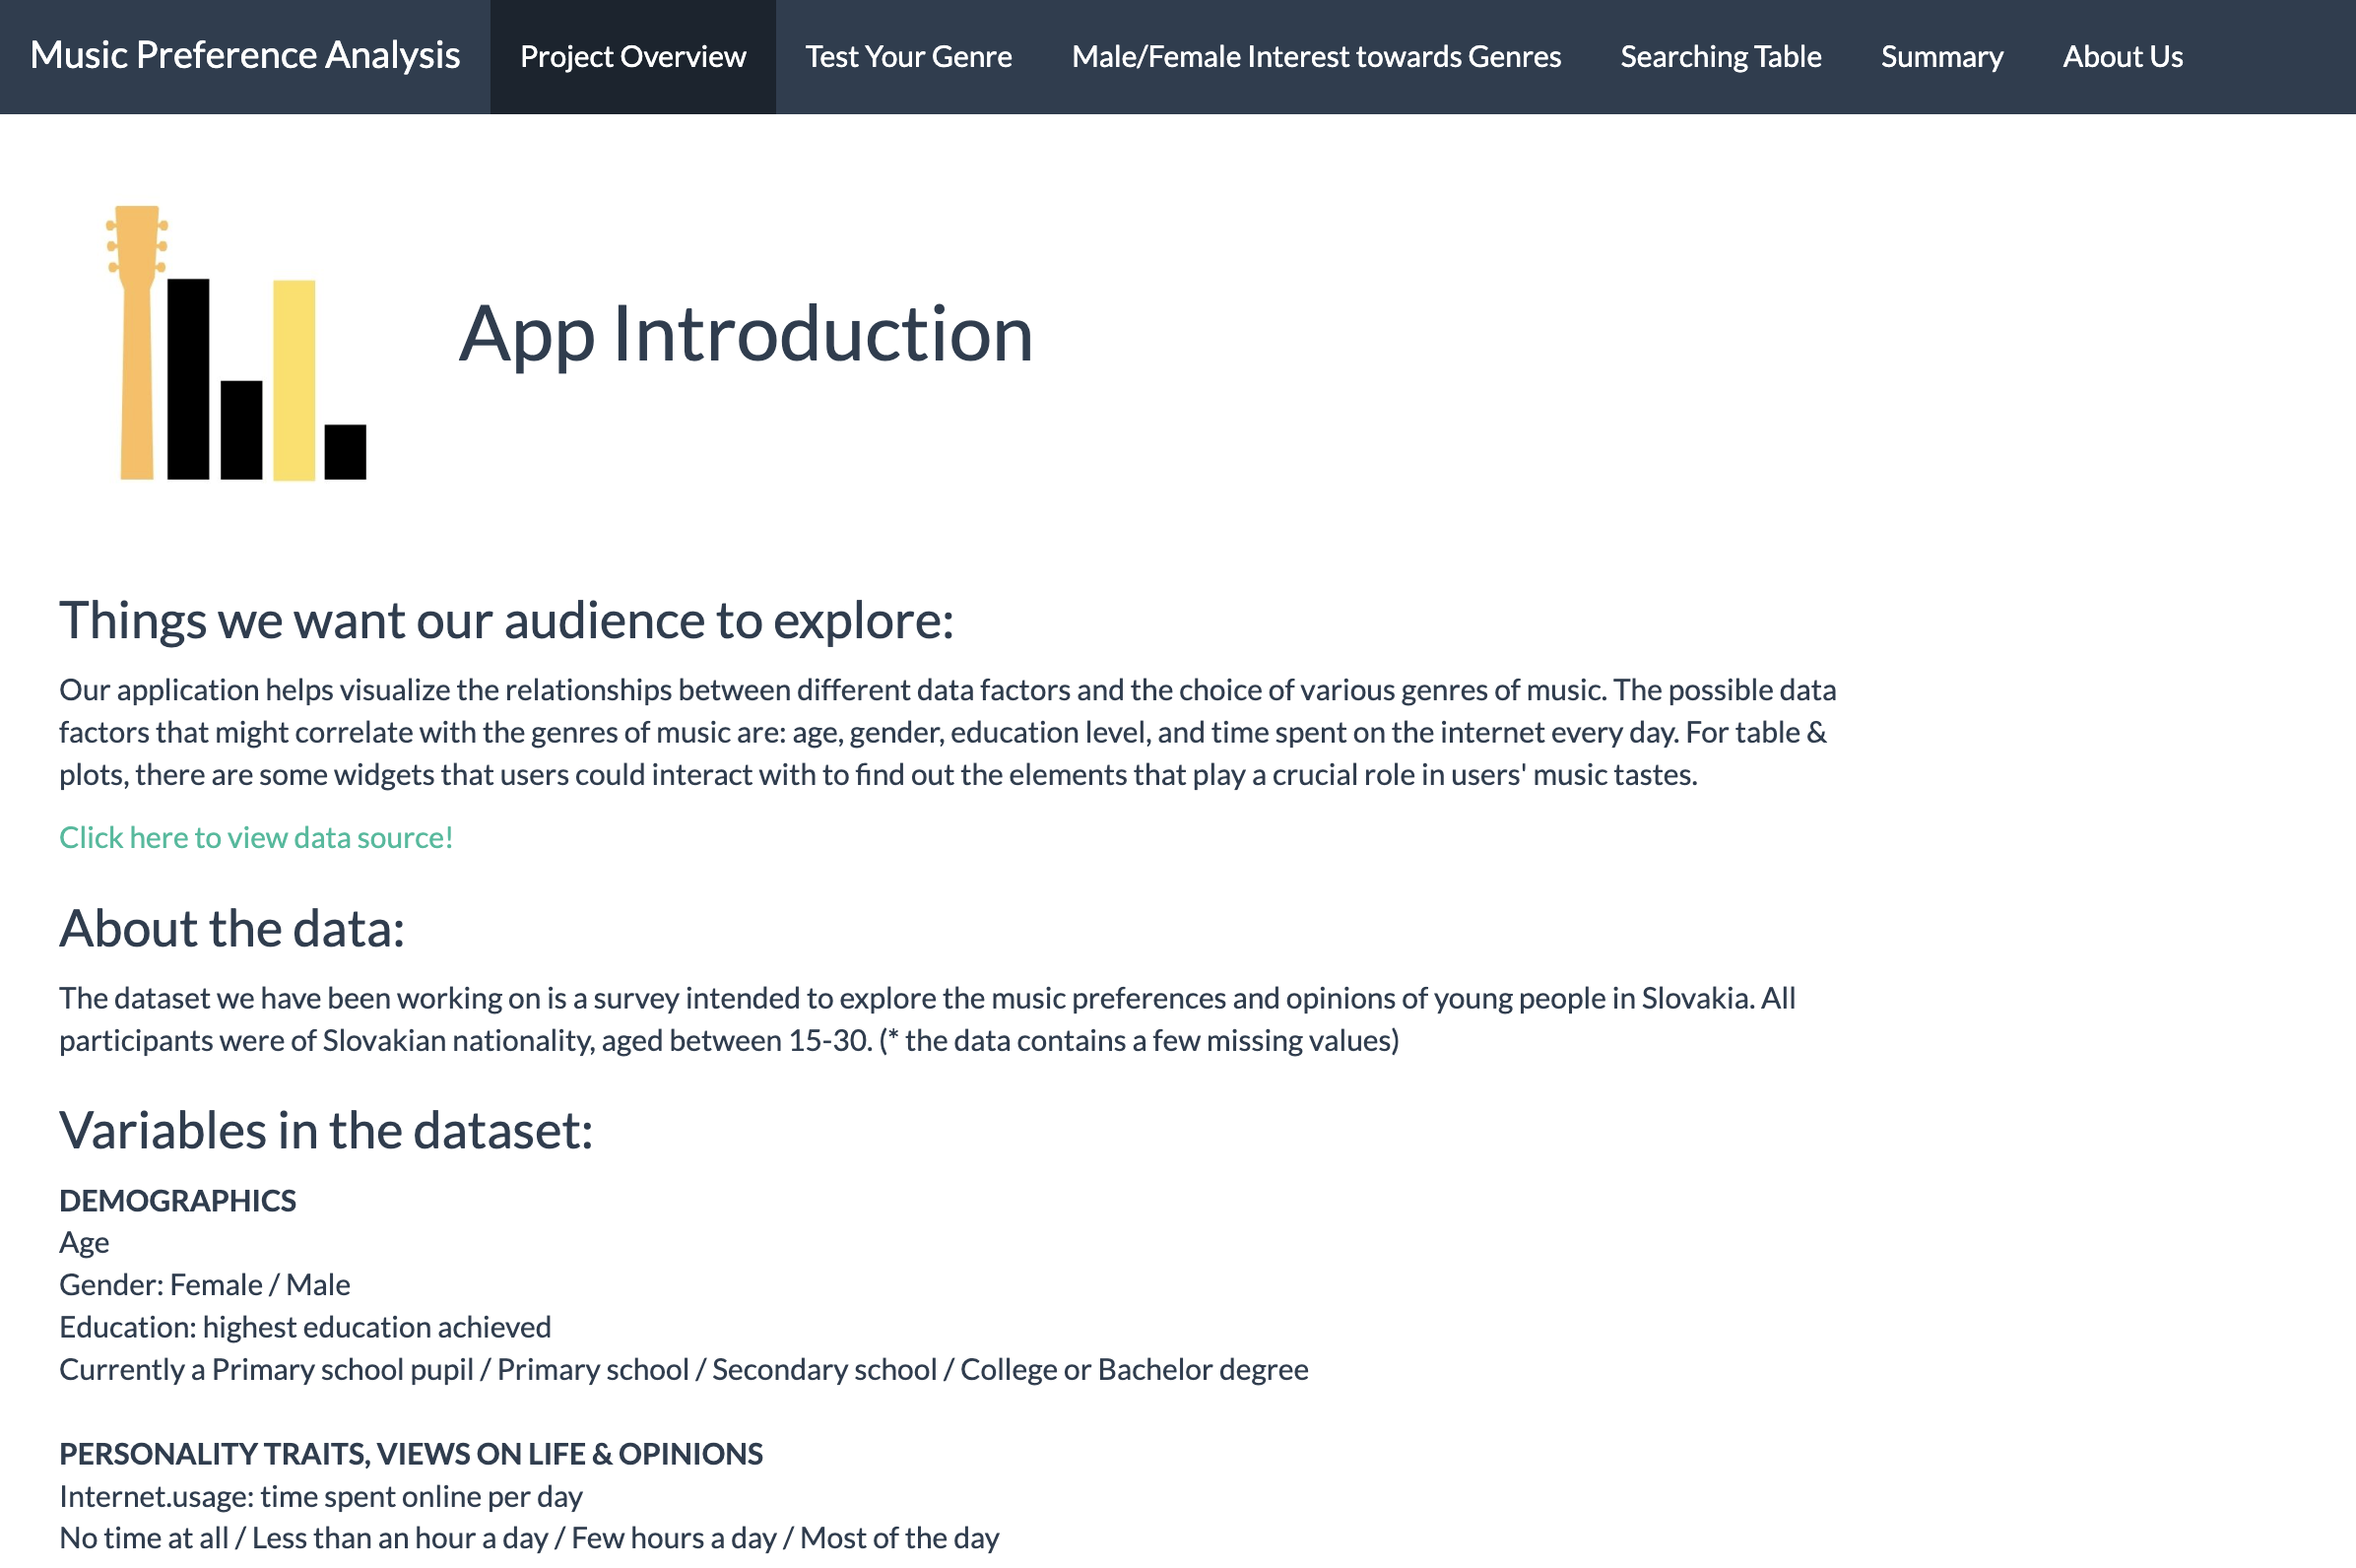 Music Preference Analysis Project Overview Test Your Genre Male/Female Interest towards Genres Searching Table Summary About Us
App Introduction
Things we want our audience to explore:
Our application helps visualize the relationships between different data factors and the choice of various genres of music. The possible data
factors that might correlate with the genres of music are: age, gender, education level, and time spent on the internet every day. For table &
plots, there are some widgets that users could interact with to find out the elements that play a crucial role in users' music tastes.
Click here to view data source!
About the data:
The dataset we have been working on is a survey intended to explore the music preferences and opinions of young people in Slovakia. All
participants were of Slovakian nationality, aged between 15-30. (* the data contains a few missing values)
Variables in the dataset:
DEMOGRAPHICS
Age
Gender: Female / Male
Education: highest education achieved
Currently a Primary school pupil / Primary school / Secondary school / College or Bachelor degree
PERSONALITY TRAITS, VIEWS ON LIFE & OPINIONS
Internet.usage: time spent online per day
No time at all / Less than an hour a day / Few hours a day / Most of the day